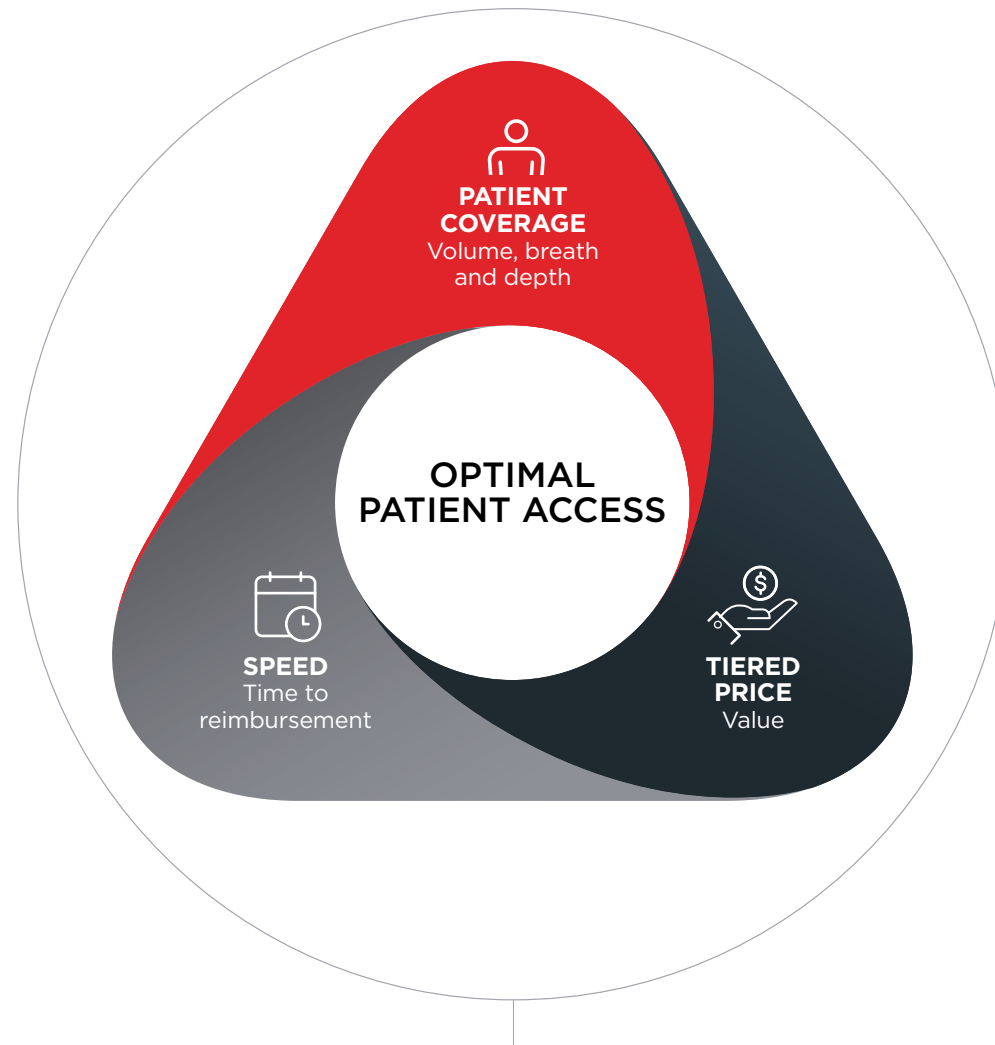 PATIENT
COVERAGE
Volume, breath
and depth
OPTIMAL
PATIENT ACCESS
SPEED
Time to
reimbursement
$
TIERED
PRICE
Value